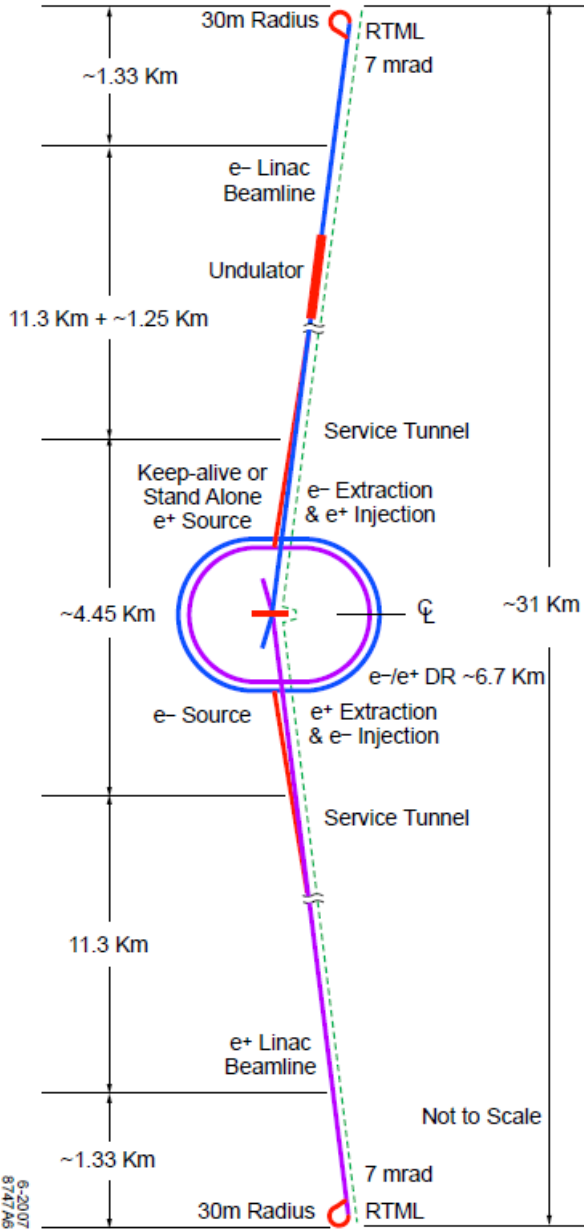 30m Radius
RTML
7 mrad
~1.33 Km
e– Linac
Beamline
Undulator
11.3 Km + ~1.25 Km
Service Tunnel
Keep-alive or
Stand Alone
e+ Source
e– Extraction
& e+ Injection
~4.45 Km
℄
~31 Km
e–/e+ DR ~6.7 Km
e– Source
e+ Extraction
& e– Injection
Service Tunnel
11.3 Km
e+ Linac
Beamline
Not to Scale
~1.33 Km
7 mrad
30m Radius
RTML
6-2007
8747A6